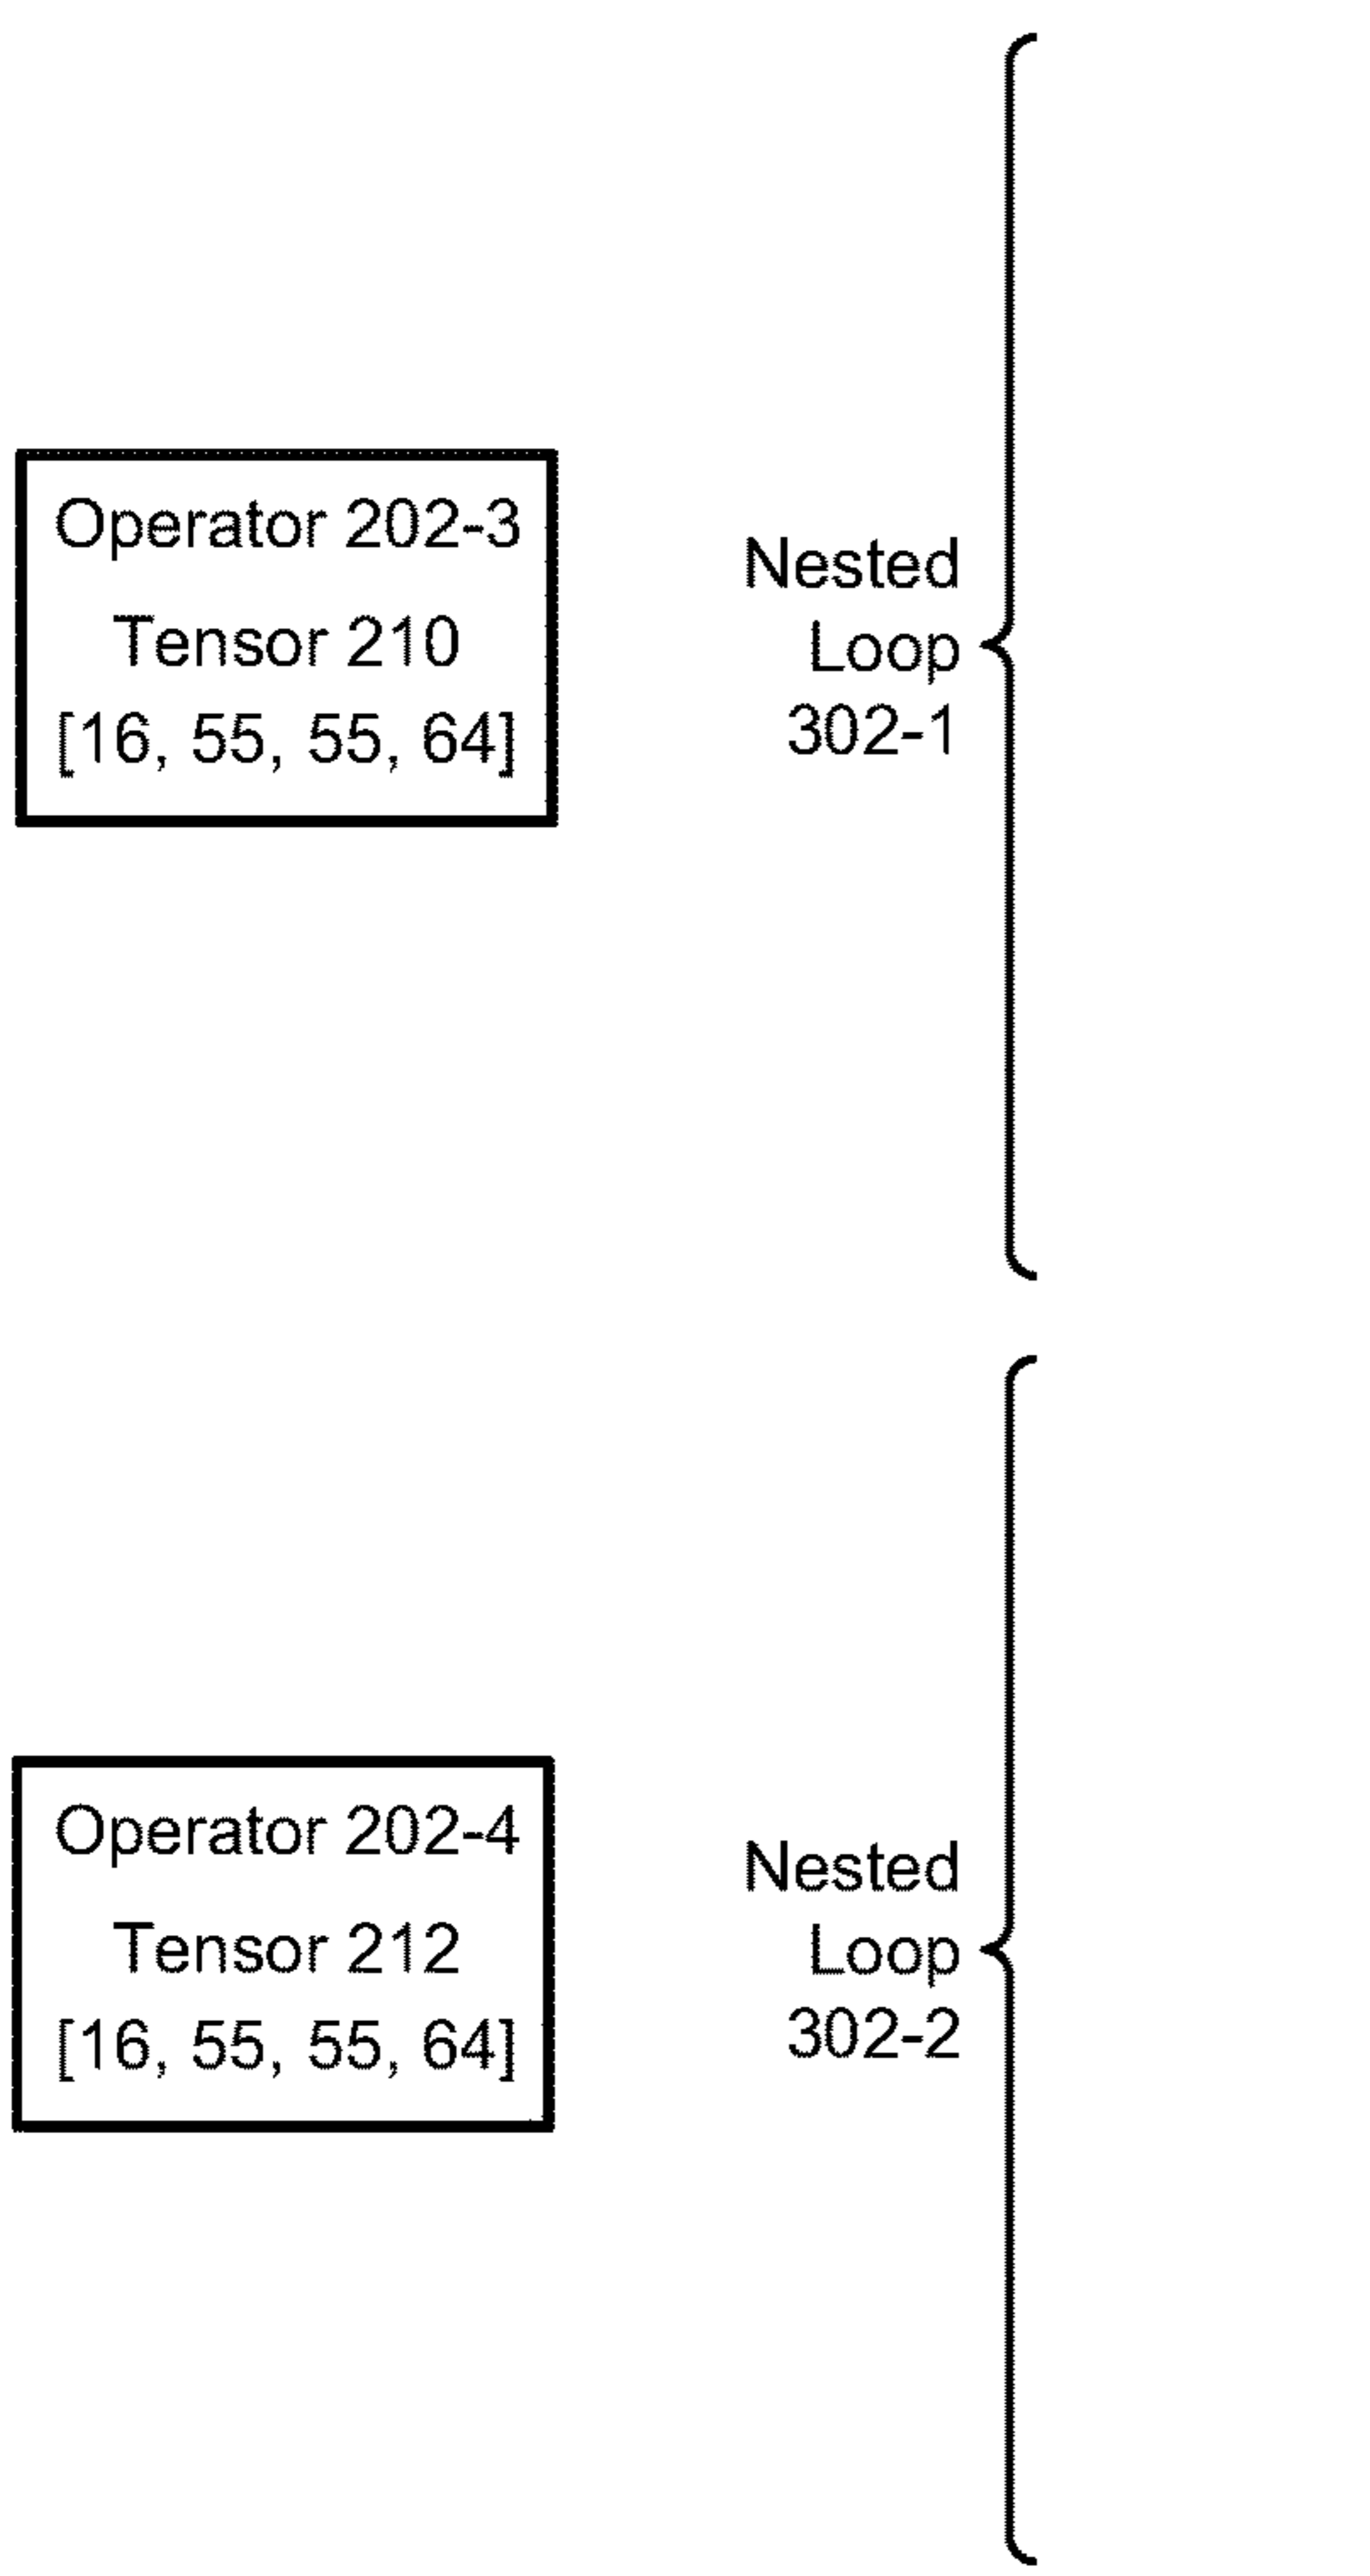 Operator 202-3
Tensor 210
[16, 55, 55, 64]
Nested
Loop
302-1
Operator 202-4
Tensor 212
[16, 55, 55, 64]
Nested
Loop
302-2